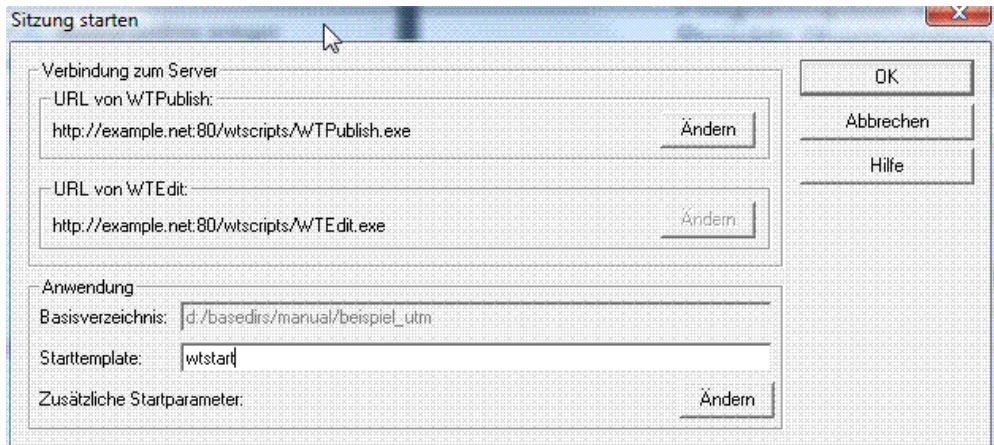 Sitzung starten
Verbindung zum Server
URL von WTPublish:
http://example.net:80/wtscripts/WTPublish.exe
Ändern
URL von WTEdit:
http://example.net:80/wtscripts/WTEdit.exe
Ändern
OK
Abbrechen
Hilfe
Anwendung
Basisverzeichnis: d:/basedirs/manual/beispiel_utm
Starttemplate: wtstart
Zusätzliche Startparameter: Ändern